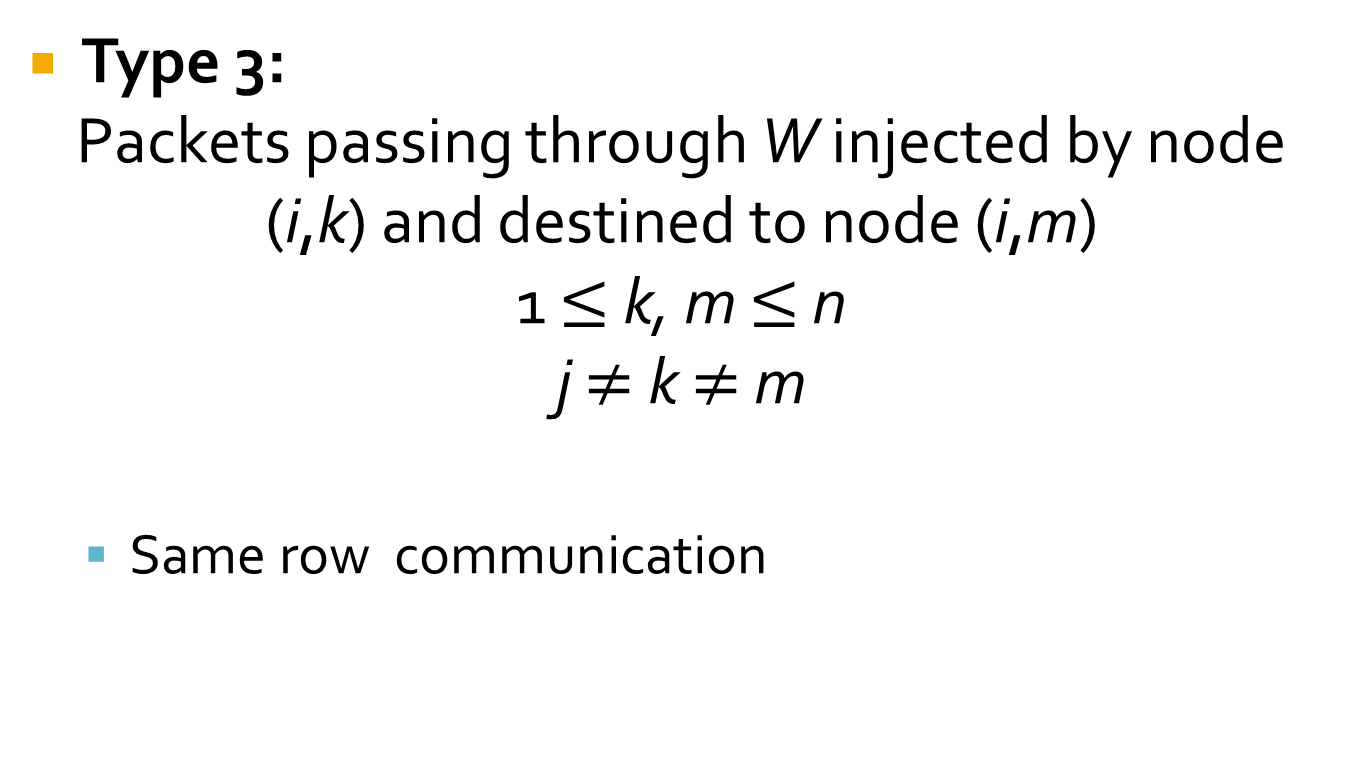 Type 3:
Packets passing through W injected by node
(i,k) and destined to node (i,m)
1 ≤ k, m ≤ n
j ≠ k ≠ m
Same row communication